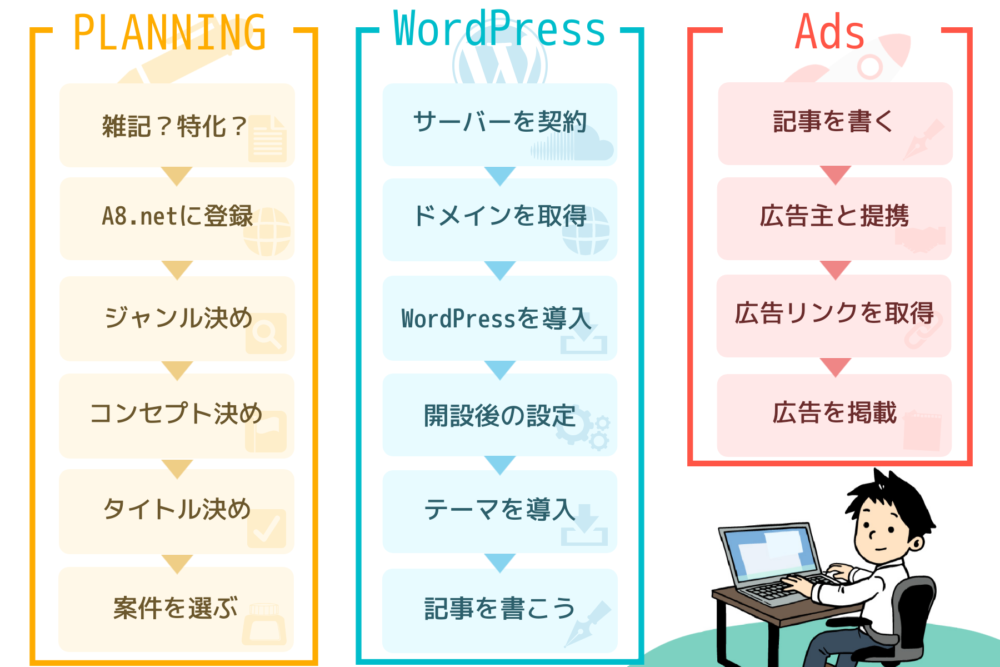 PLANNING
雑記？特化？
A8.netに登録
ジャンル決め
コンセプト決め
タイトル決め
案件を選ぶ
WordPress
サーバーを契約
ドメインを取得
WordPressを導入
開設後の設定
テーマを導入
記事を書こう
Ads
記事を書く
広告主と提携
広告リンクを取得
広告を掲載